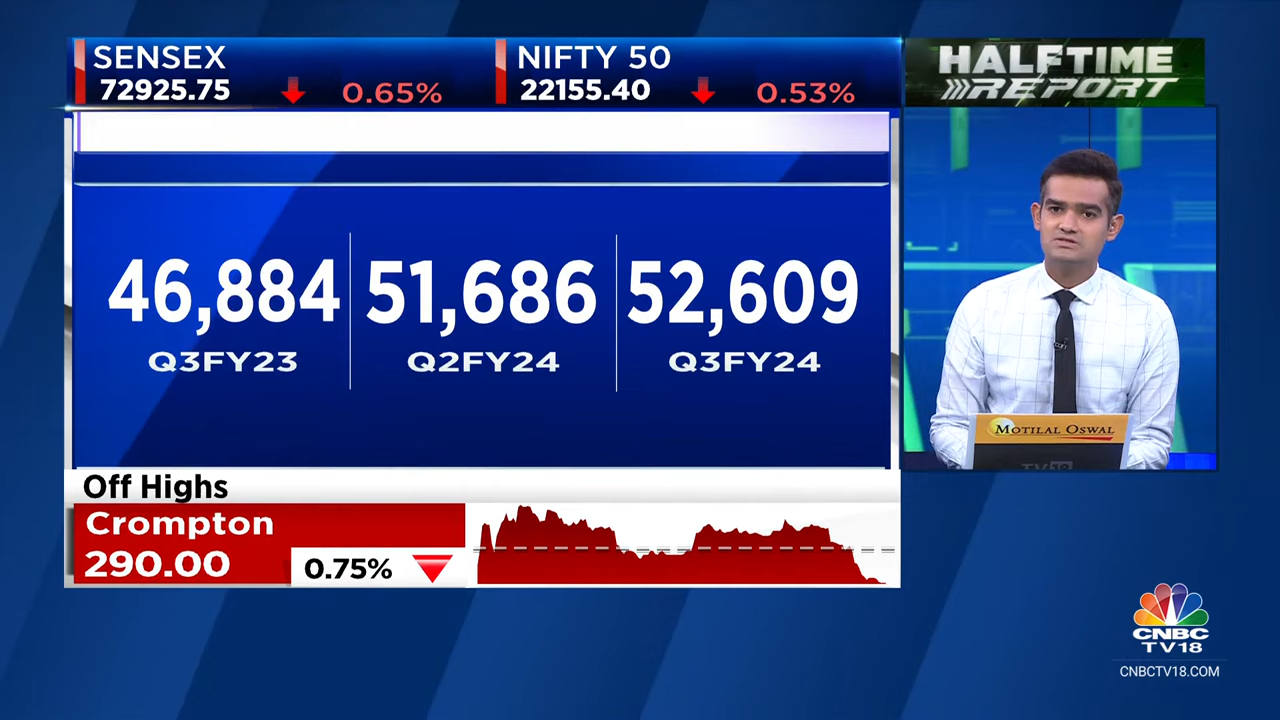 SENSEX
72925.75 0.65%
NIFTY 50
22155.40 0.53%
HALFTIME
REPORT
46,884
Q3FY23
51,686
Q2FY24
52,609
Q3FY24
MOTILAL OSWAL
TV18
Off Highs
Crompton
290.00
0.75%
CNBC
TV18
CNBCTV18.COM